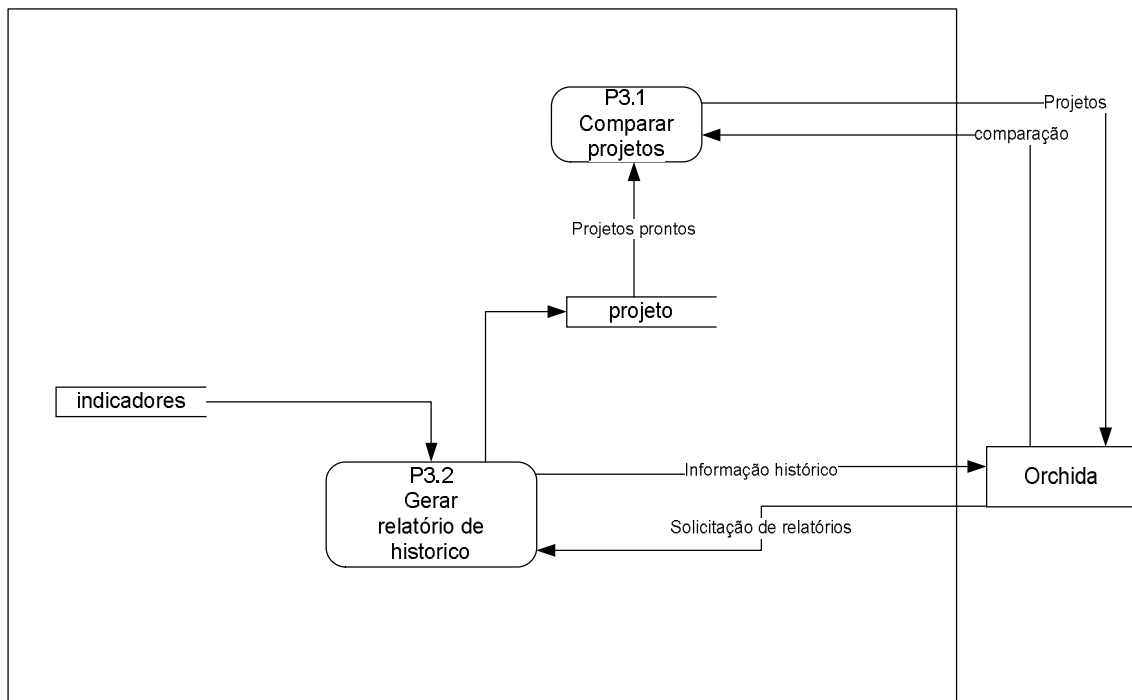 P3.1
Comparar
projetos
Projetos
comparação
Projetos prontos
projeto
indicadores
P3.2
Gerar
relatório de
historico
Informação histórico
Orchida
Solicitação de relatórios